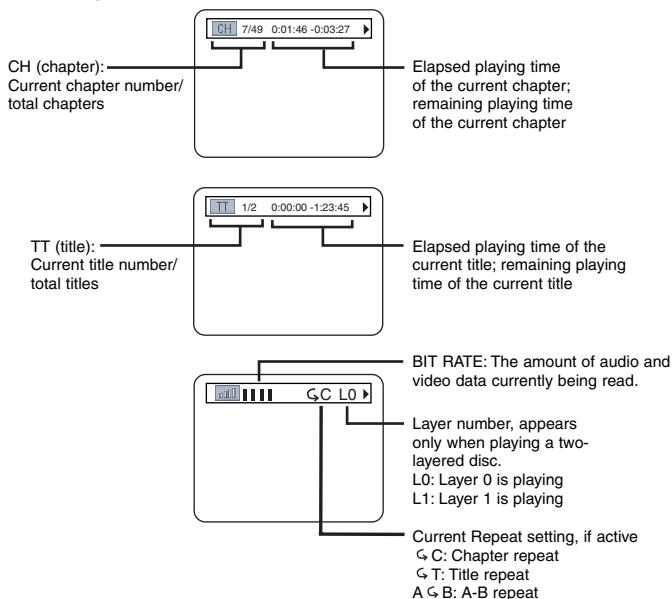 CH 7/49 0:01:46 -0:03:27
CH (chapter):
Current chapter number/
total chapters
Elapsed playing time
of the current chapter;
remaining playing time
of the current chapter
TT 1/2 0:00:00 -1:23:45
TT (title):
Current title number/
total titles
Elapsed playing time of the
current title; remaining playing
time of the current title
BIT RATE: The amount of audio and
video data currently being read.
C L0
Layer number, appears
only when playing a two-
layered disc.
L0: Layer 0 is playing
L1: Layer 1 is playing
Current Repeat setting, if active
C: Chapter repeat
T: Title repeat
A B: A-B repeat